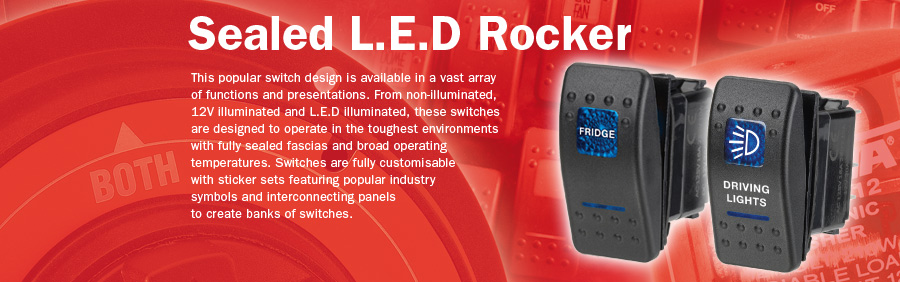 Sealed L.E.D Rocker
This popular switch design is available in a vast array
of functions and presentations. From non-illuminated,
12V illuminated and L.E.D illuminated, these switches
are designed to operate in the toughest environments
with fully sealed fascias and broad operating
temperatures. Switches are fully customisable
with sticker sets featuring popular industry
symbols and interconnecting panels
to create banks of switches.
BOTH
FRIDGE
DRIVING
LIGHTS
OFF